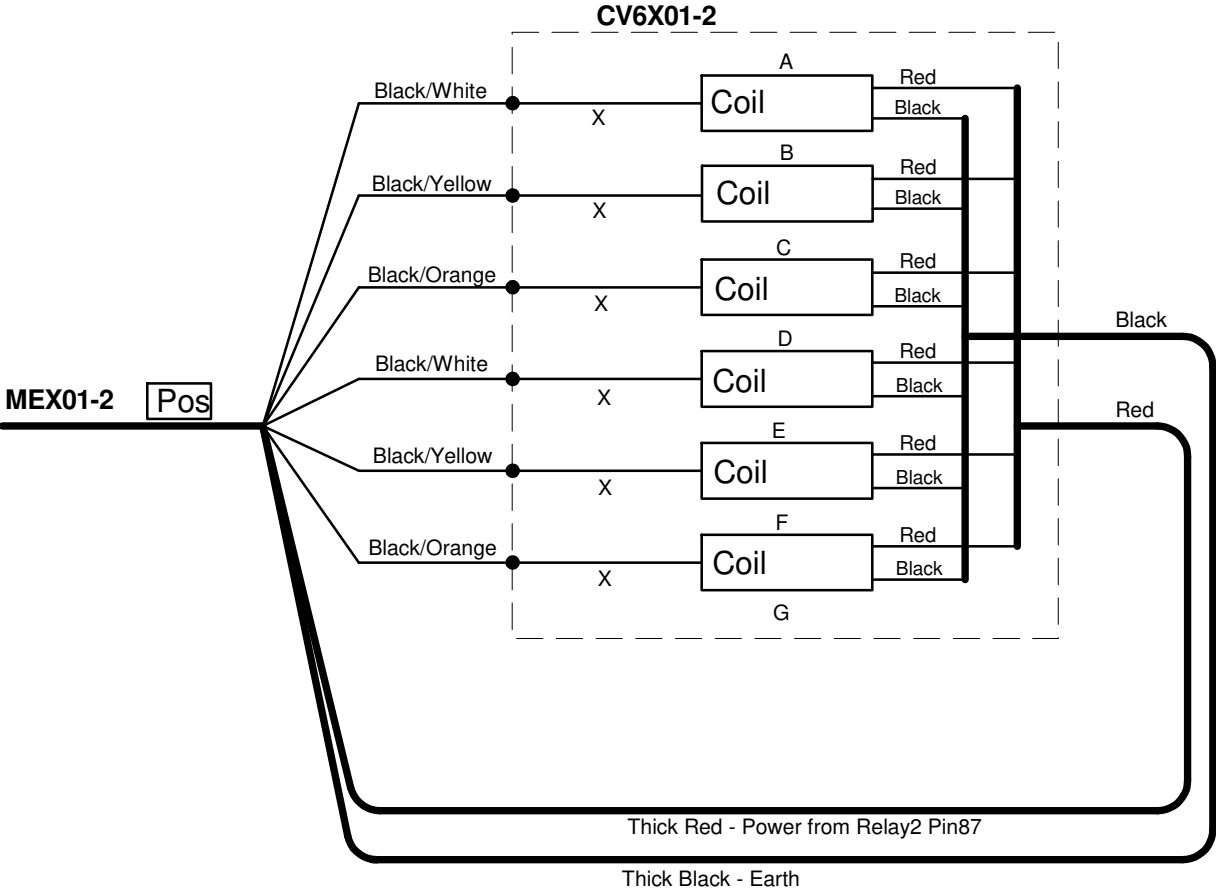 CV6X01-2
A
Black/White
X
Coil
Red
Black
B
Black/Yellow
X
Coil
Red
Black
C
Black/Orange
X
Coil
Red
Black
D
Black/White
X
Coil
Red
Black
E
Black/Yellow
X
Coil
Red
Black
F
Black/Orange
X
Coil
Red
Black
G
MEX01-2
Pos
Black
Red
Thick Red - Power from Relay2 Pin87
Thick Black - Earth